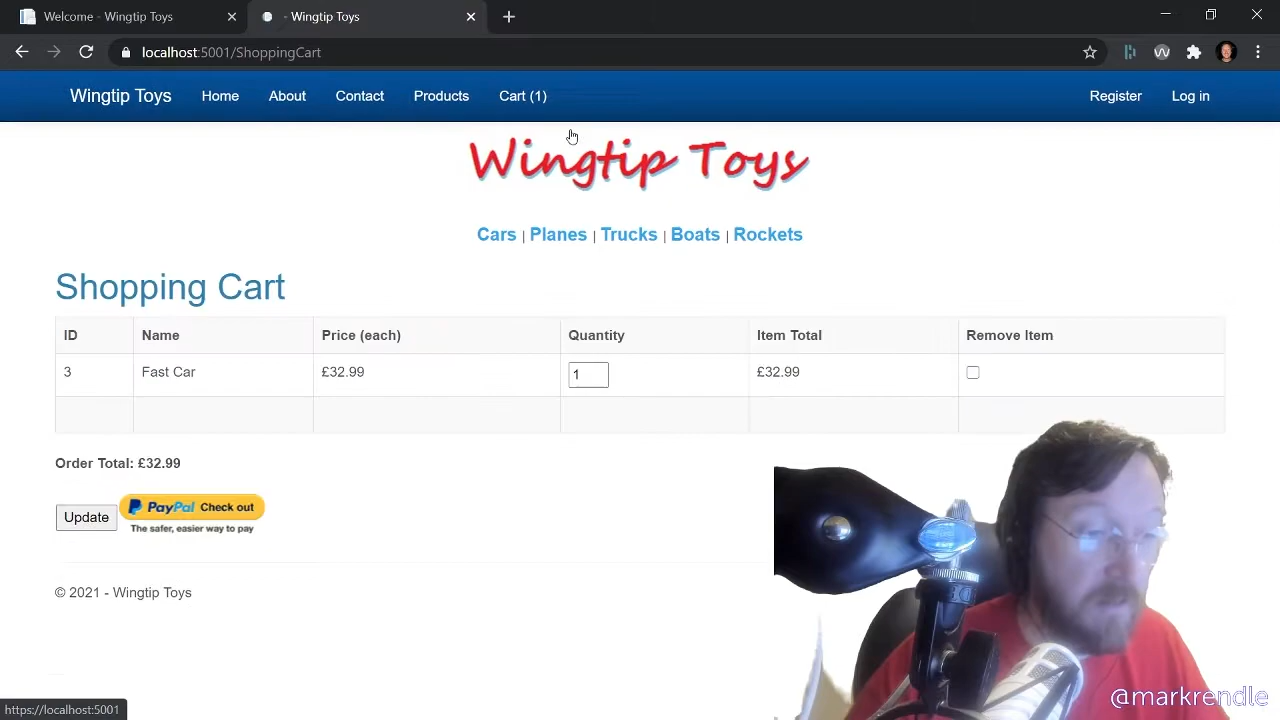 Welcome - Wingtip Toys
- Wingtip Toys
localhost:5001/ShoppingCart
Wingtip Toys Home About Contact Products Cart (1) Register Log in
Wingtip Toys
Cars | Planes | Trucks | Boats | Rockets
Shopping Cart
ID Name Price (each) Quantity Item Total Remove Item
3 Fast Car £32.99 1 £32.99
Order Total: £32.99
Update PayPal Check out
The safer, easier way to pay
© 2021 - Wingtip Toys
https://localhost:5001
@markrendle